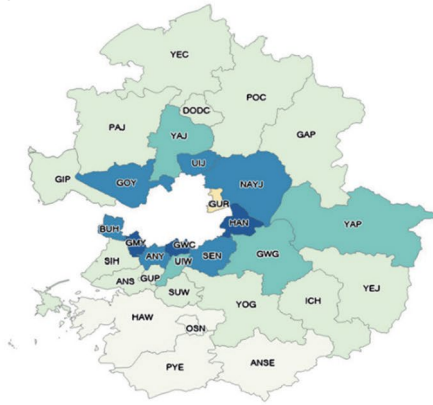 YEC
DODC
POC
PAJ
YAJ
GAP
UIJ
GIP
GOY
NAYJ
GUR
HAN
YAP
BUH
GMY
GWC
ANY
UIW
SEN
GWG
SIH
ANS
GUP
SUW
YOG
ICH
YEJ
HAW
OSN
PYE
ANSE